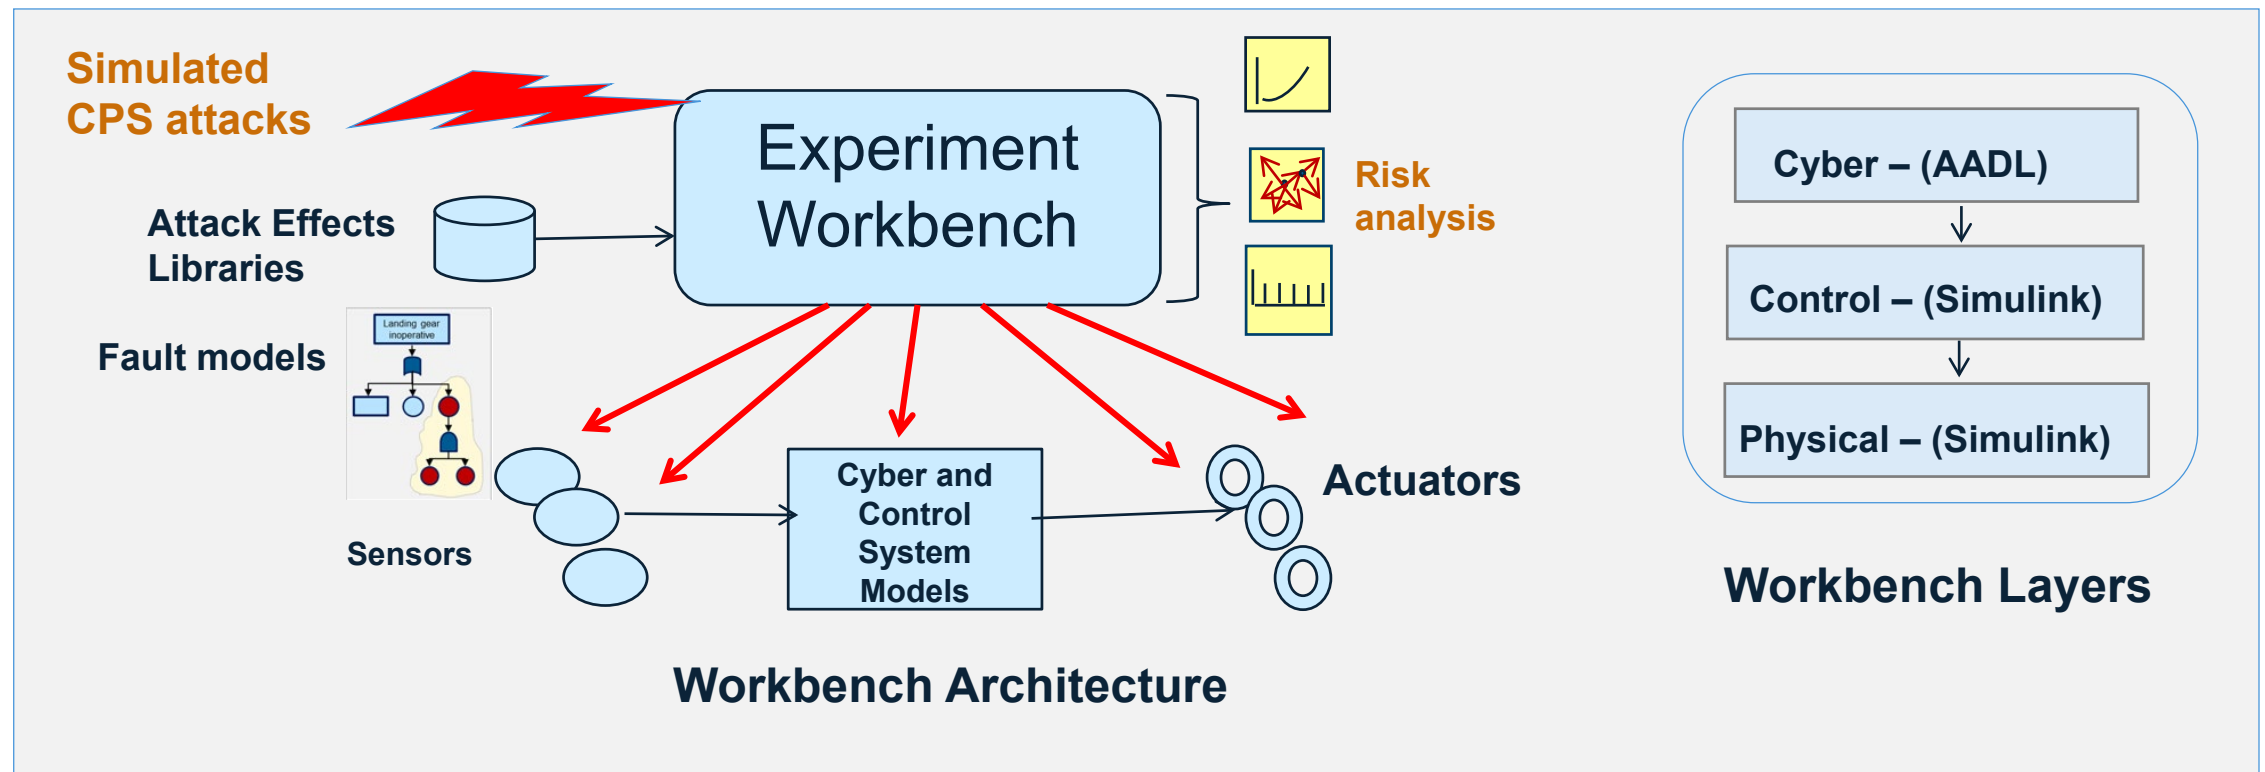 Simulated
CPS attacks
Experiment
Workbench
Risk
analysis
Attack Effects
Libraries
Fault models
Landing gear
inoperative
Sensors
Cyber and
Control
System
Models
Actuators
Workbench Architecture
Cyber – (AADL)
Control – (Simulink)
Physical – (Simulink)
Workbench Layers